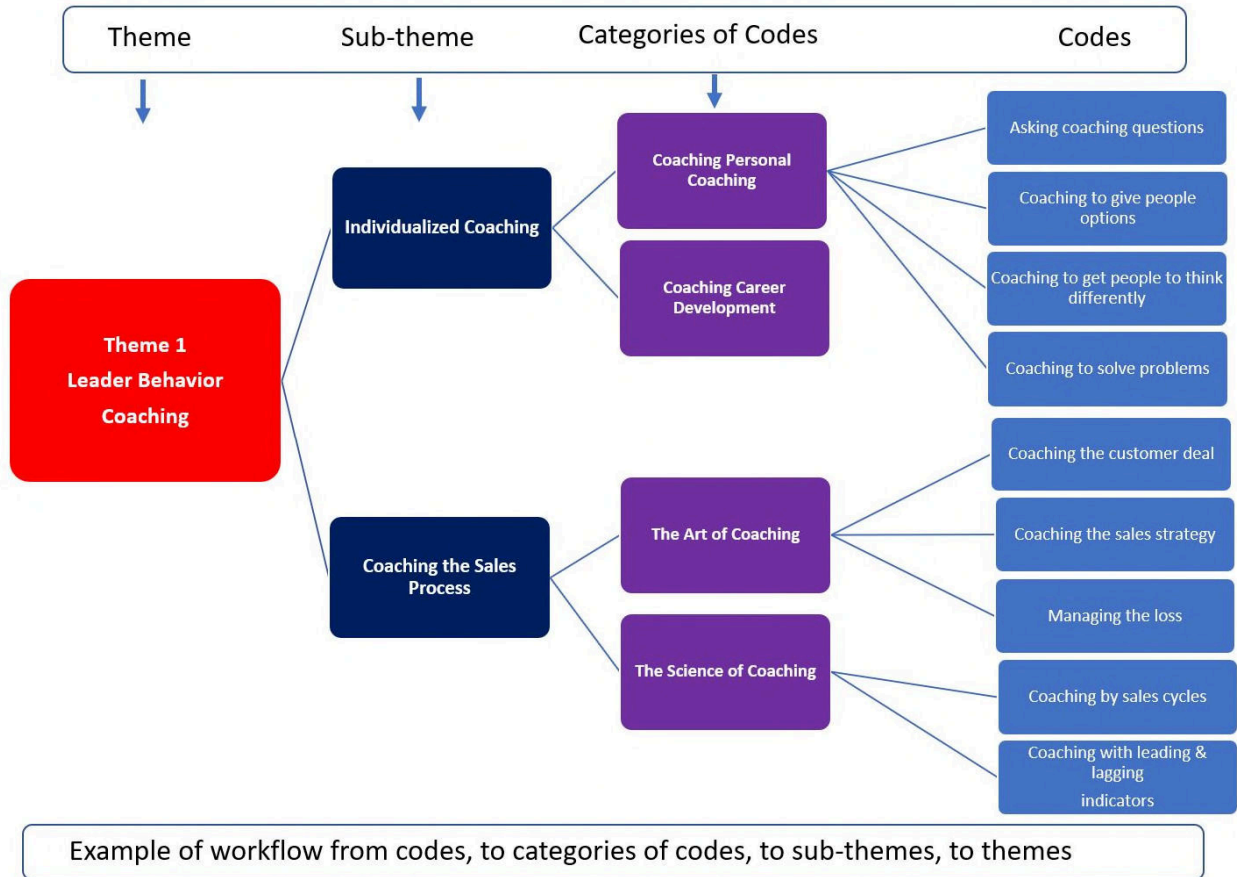 Theme
Sub-theme
Categories of Codes
Codes
Theme 1
Leader Behavior
Coaching
Individualized Coaching
Coaching the Sales
Process
Coaching Personal
Coaching
Coaching Career
Development
The Art of Coaching
The Science of Coaching
Asking coaching questions
Coaching to give people
options
Coaching to get people to think
differently
Coaching to solve problems
Coaching the customer deal
Coaching the sales strategy
Managing the loss
Coaching by sales cycles
Coaching with leading &
lagging
indicators
Example of workflow from codes, to categories of codes, to sub-themes, to themes